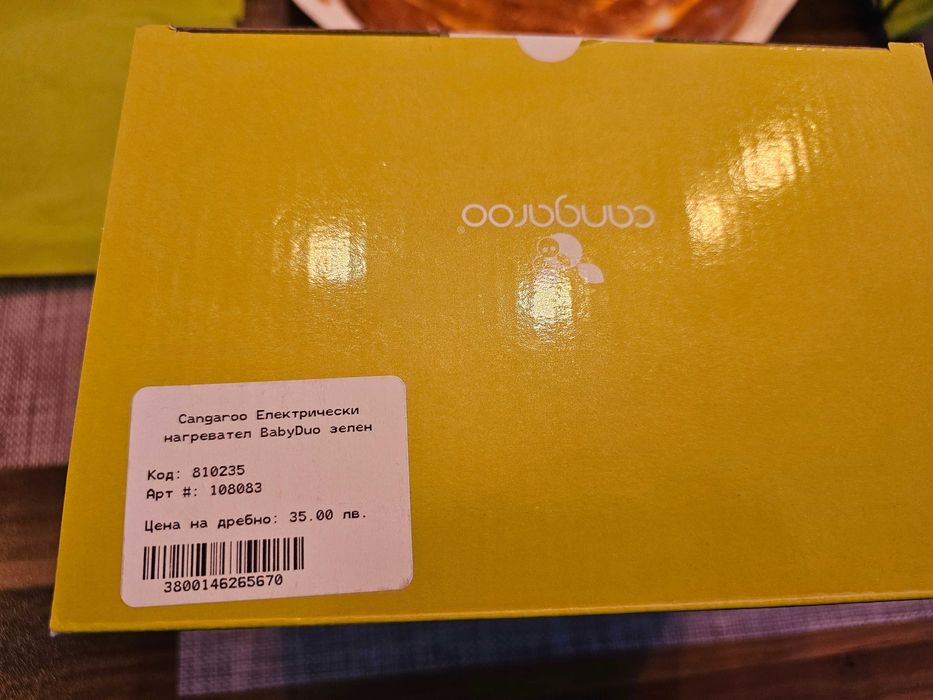 cangaroo
Cangaroo Електрически
нагревател BabyDuo зелен
Код: 810235
Арт #: 108083
Цена на дребно: 35.00 лв.
3800146265670